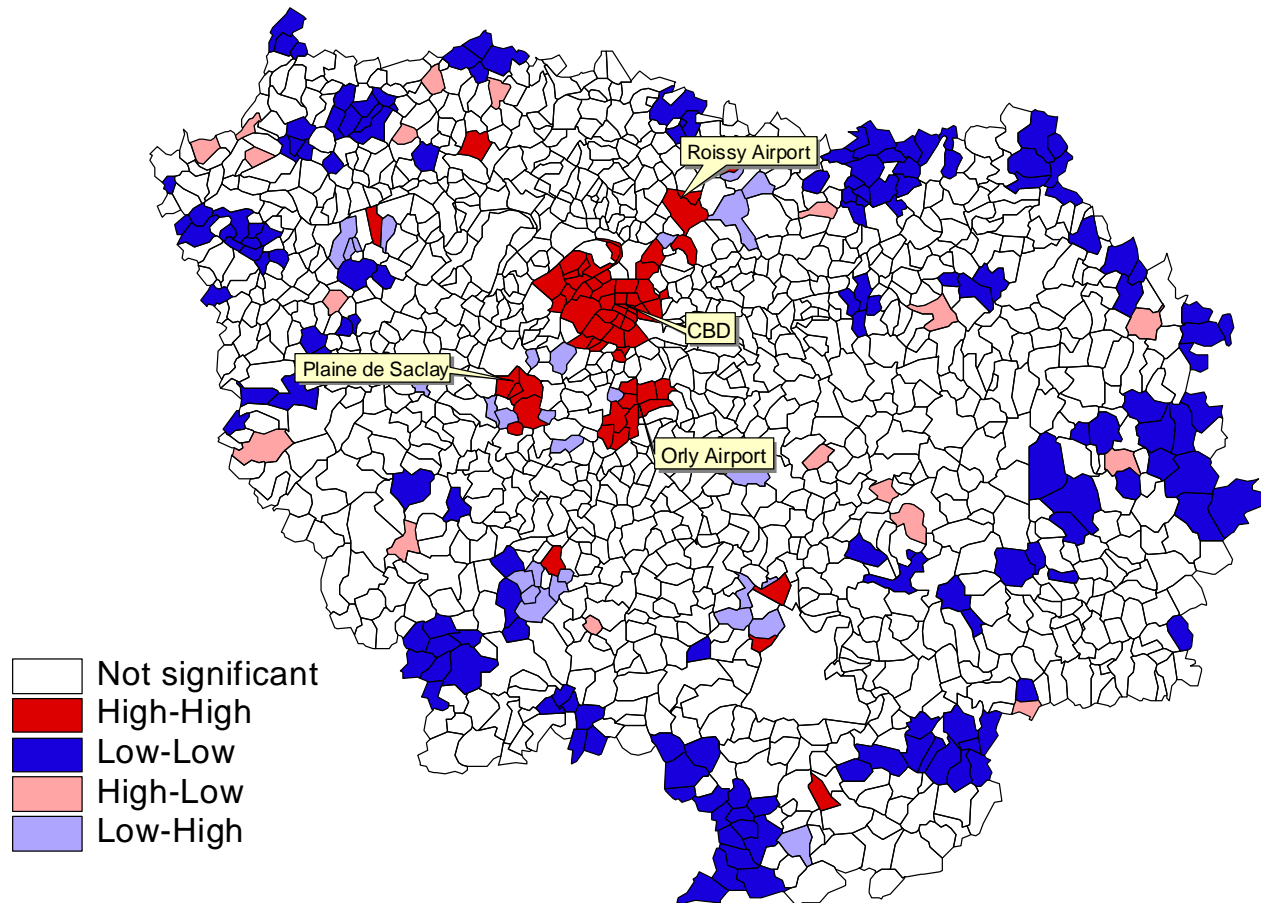 Roissy Airport
CBD
Plaine de Saclay
Orly Airport
Not significant
High-High
Low-Low
High-Low
Low-High